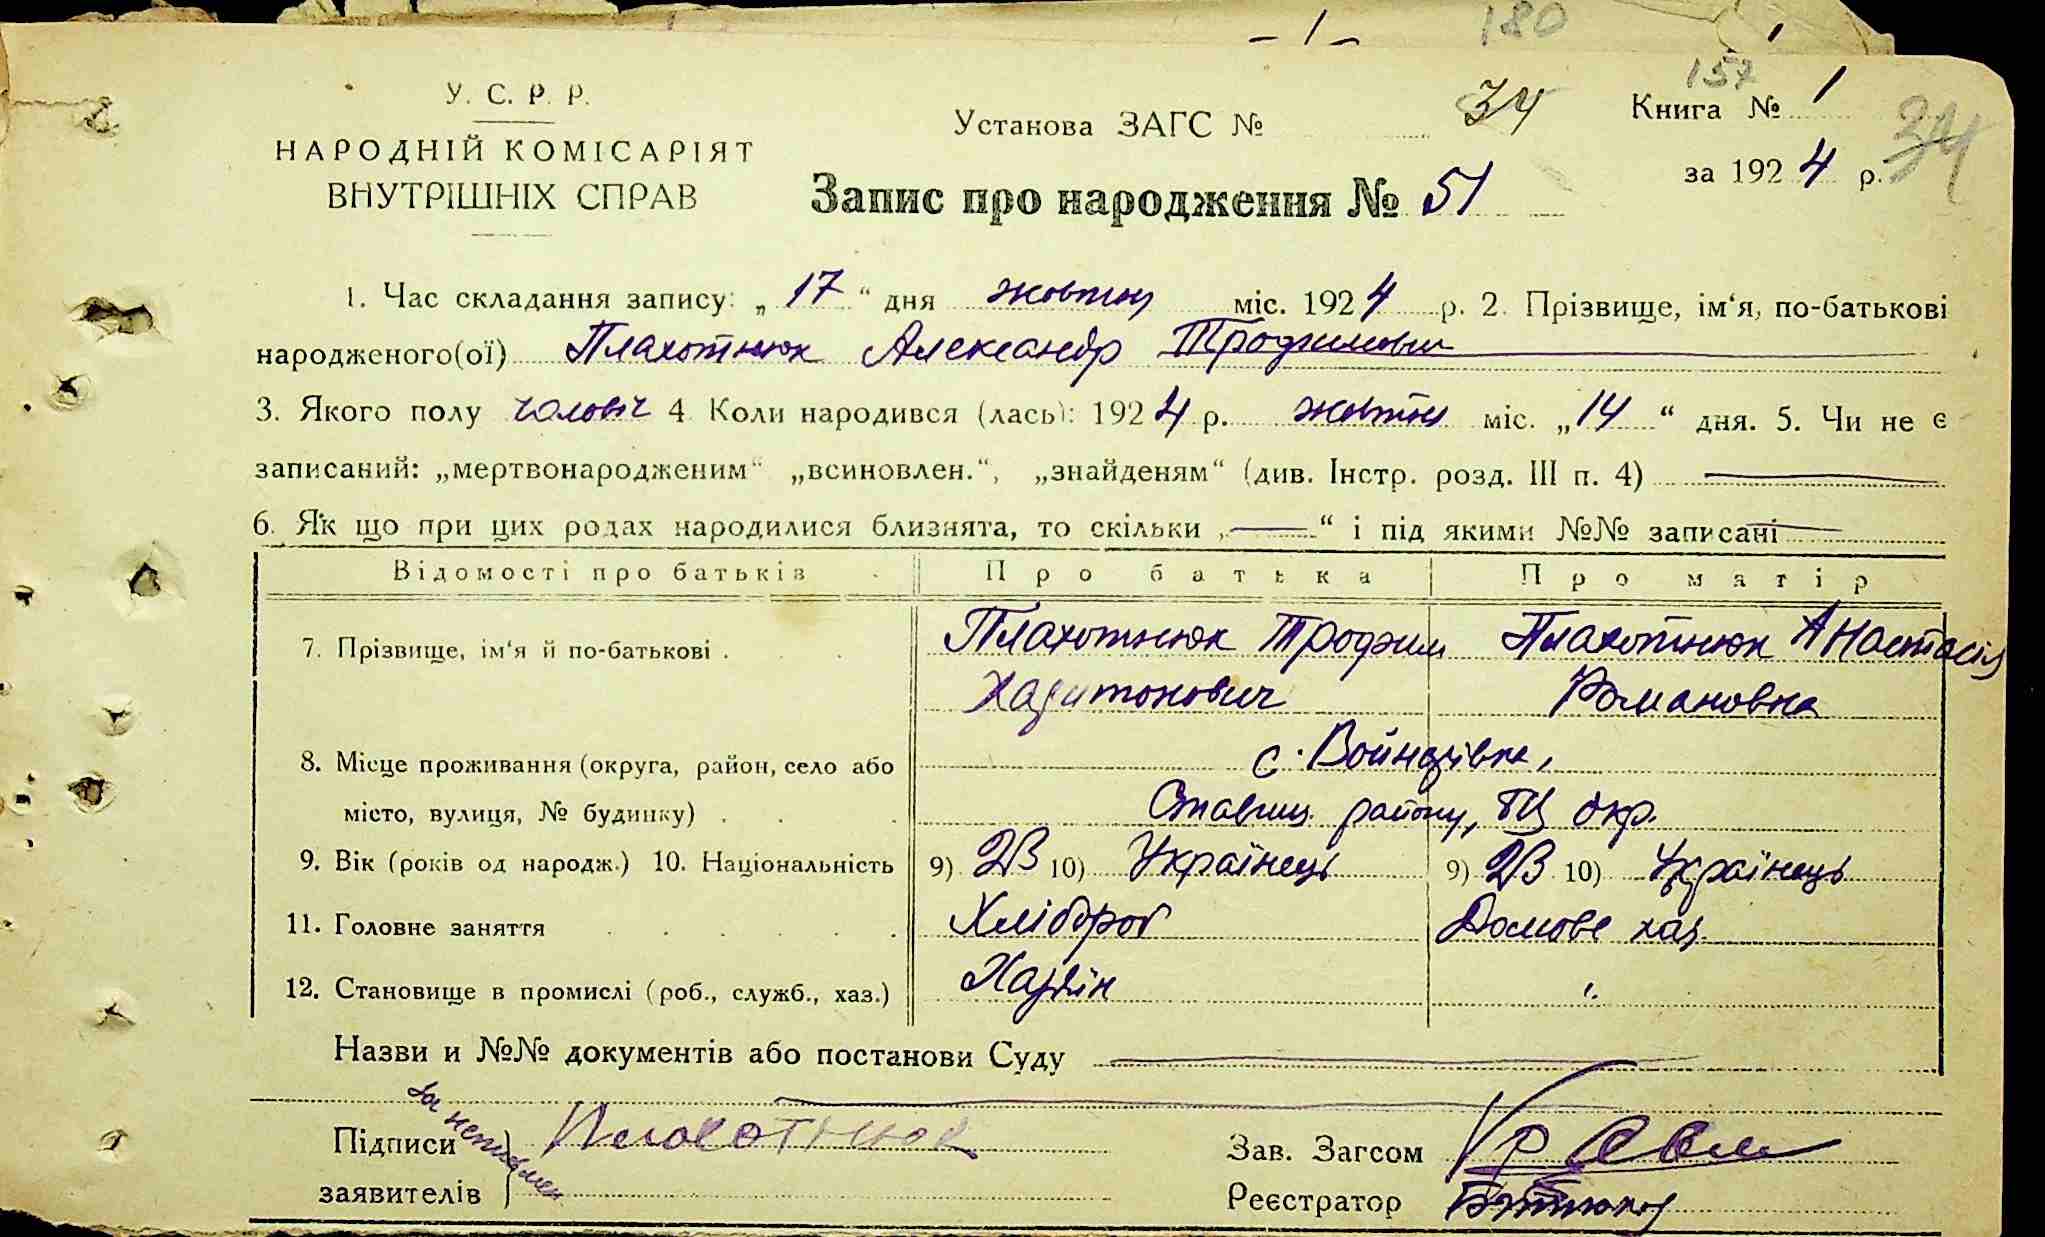 180
У. С. Р. Р.
НАРОДНІЙ КОМІСАРІЯТ
ВНУТРІШНІХ СПРАВ
Установа ЗАГС № 34
157
Книга № 1
34
за 1924 р.
Запис про народження № 51
1. Час складання запису: „17“ дня жовтня міс. 1924 р. 2. Прізвище, ім‘я, по-батькові
народженого(ої) Плахотнюк Александр Трофимович
3. Якого полу чоловіч 4 Коли народився (лась): 1924 р. жовтня міс. „14“ дня. 5. Чи не є
записаний: „мертвонародженим“ „всиновлен.“, „знайденям“ (див. Інстр. розд. III п. 4)
6. Як що при цих родах народилися близнята, то скільки „—“ і під якими №№ записані
Відомості про батьків Про батька Про матір
7. Прізвище, ім‘я й по-батькові . Плахотнюк Трофим Плахотнюк Анастасія
Харитонович Романовна
8. Місце проживання (округа, район, село або с. Войнацівка,
місто, вулиця, № будинку) . Ставищ. району, БЦ Окр.
9. Вік (років од народж.) 10. Національність 9) 23 10) Українець 9) 23 10) Українець
11. Головне заняття Хлібороб Домове хаз.
12. Становище в промислі (роб., служб., хаз.) Хазяїн "
Назви и №№ документів або постанови Суду
за неписьмен
Підписи Плахотнюк Зав. Загсом
заявителів Реєстратор